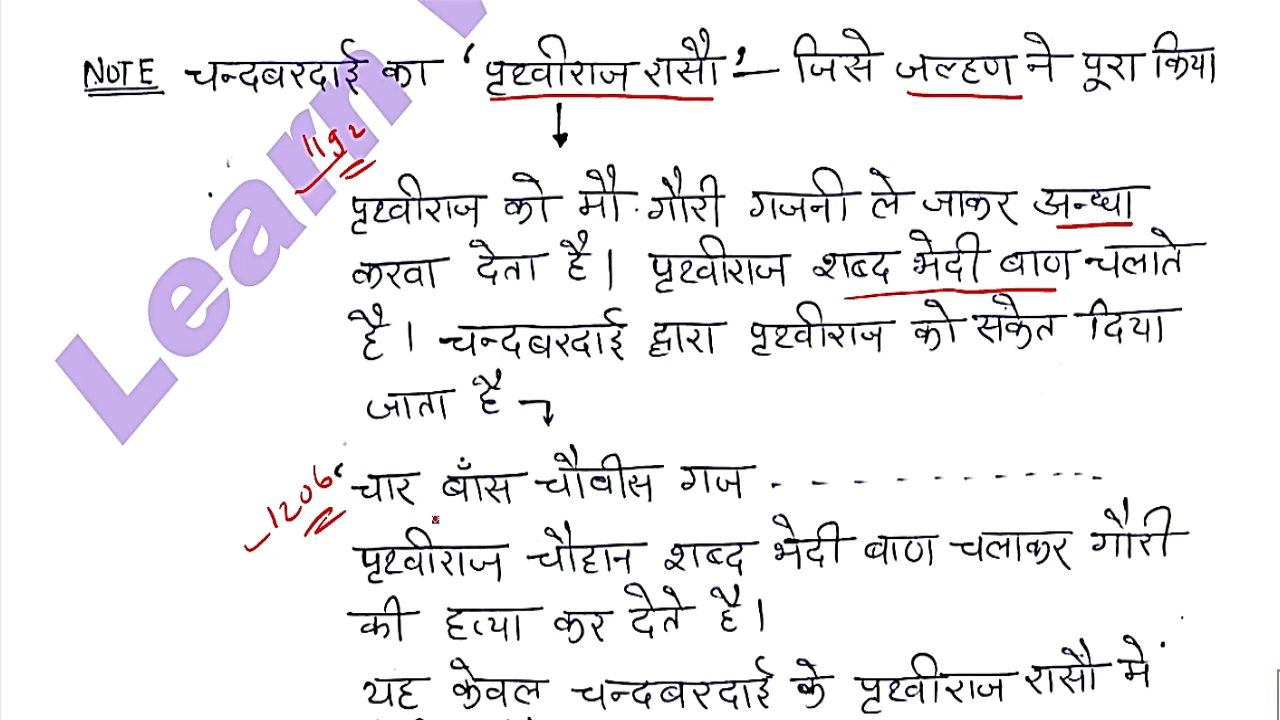 NOTE चन्दबरदाई का ‘पृथ्वीराज रासौ’ – जिसे जल्हण ने पूरा किया
1192
पृथ्वीराज को मौ. गौरी गजनी ले जाकर अन्धा
करवा देता है। पृथ्वीराज शब्द भेदी बाण चलाते
है। चन्दबरदाई द्वारा पृथ्वीराज को संकेत दिया
जाता है
‘चार बाँस चौवीस गज . - - - - - - - - - - -
1206
पृथ्वीराज चौहान शब्द भेदी बाण चलाकर गौरी
की हत्या कर देते है।
यह केवल चन्दबरदाई के पृथ्वीराज रासौ में
Learn